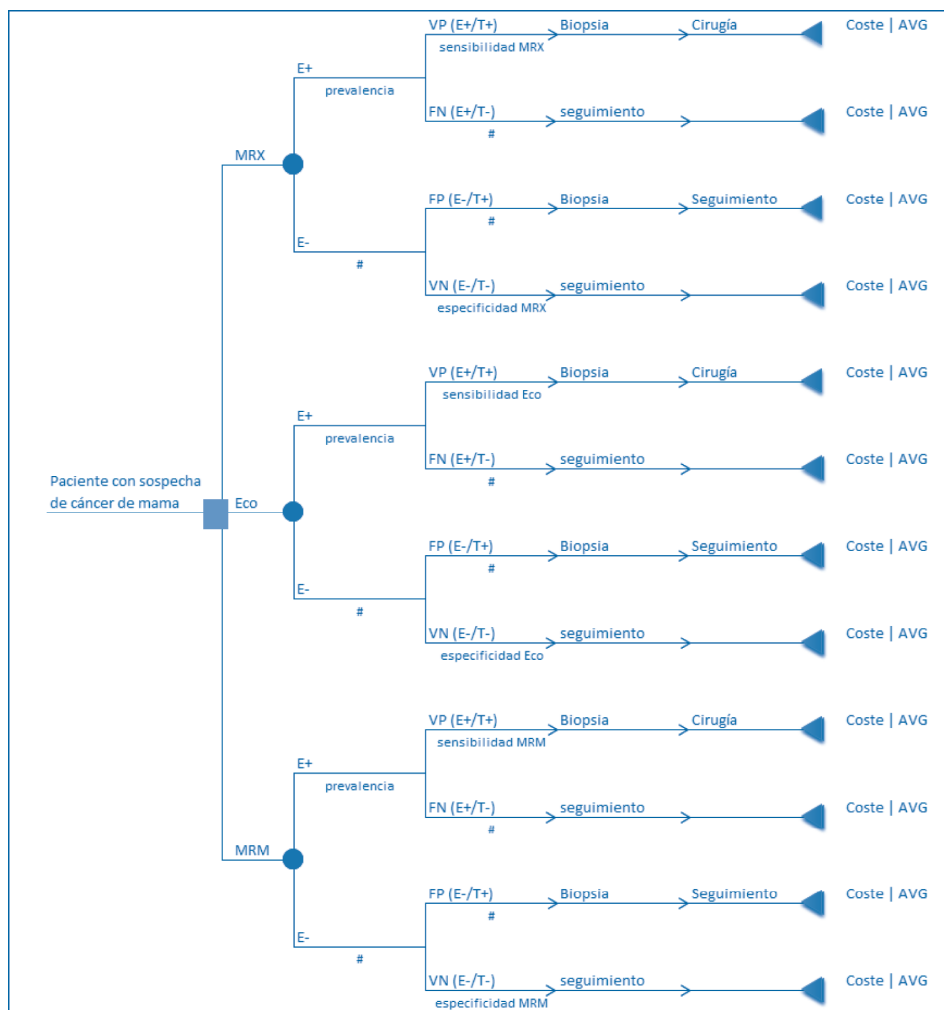 VP (E+/T+) Biopsia Cirugía Coste | AVG
sensibilidad MRX
E+
prevalencia
FN (E+/T-) seguimiento Coste | AVG
#
MRX
FP (E-/T+) Biopsia Seguimiento Coste | AVG
#
E-
#
VN (E-/T-) seguimiento Coste | AVG
especificidad MRX
VP (E+/T+) Biopsia Cirugía Coste | AVG
sensibilidad Eco
E+
prevalencia
FN (E+/T-) seguimiento Coste | AVG
#
Paciente con sospecha
de cáncer de mama
Eco
FP (E-/T+) Biopsia Seguimiento Coste | AVG
#
E-
#
VN (E-/T-) seguimiento Coste | AVG
especificidad Eco
VP (E+/T+) Biopsia Cirugía Coste | AVG
sensibilidad MRM
E+
prevalencia
FN (E+/T-) seguimiento Coste | AVG
#
MRM
FP (E-/T+) Biopsia Seguimiento Coste | AVG
#
E-
#
VN (E-/T-) seguimiento Coste | AVG
especificidad MRM